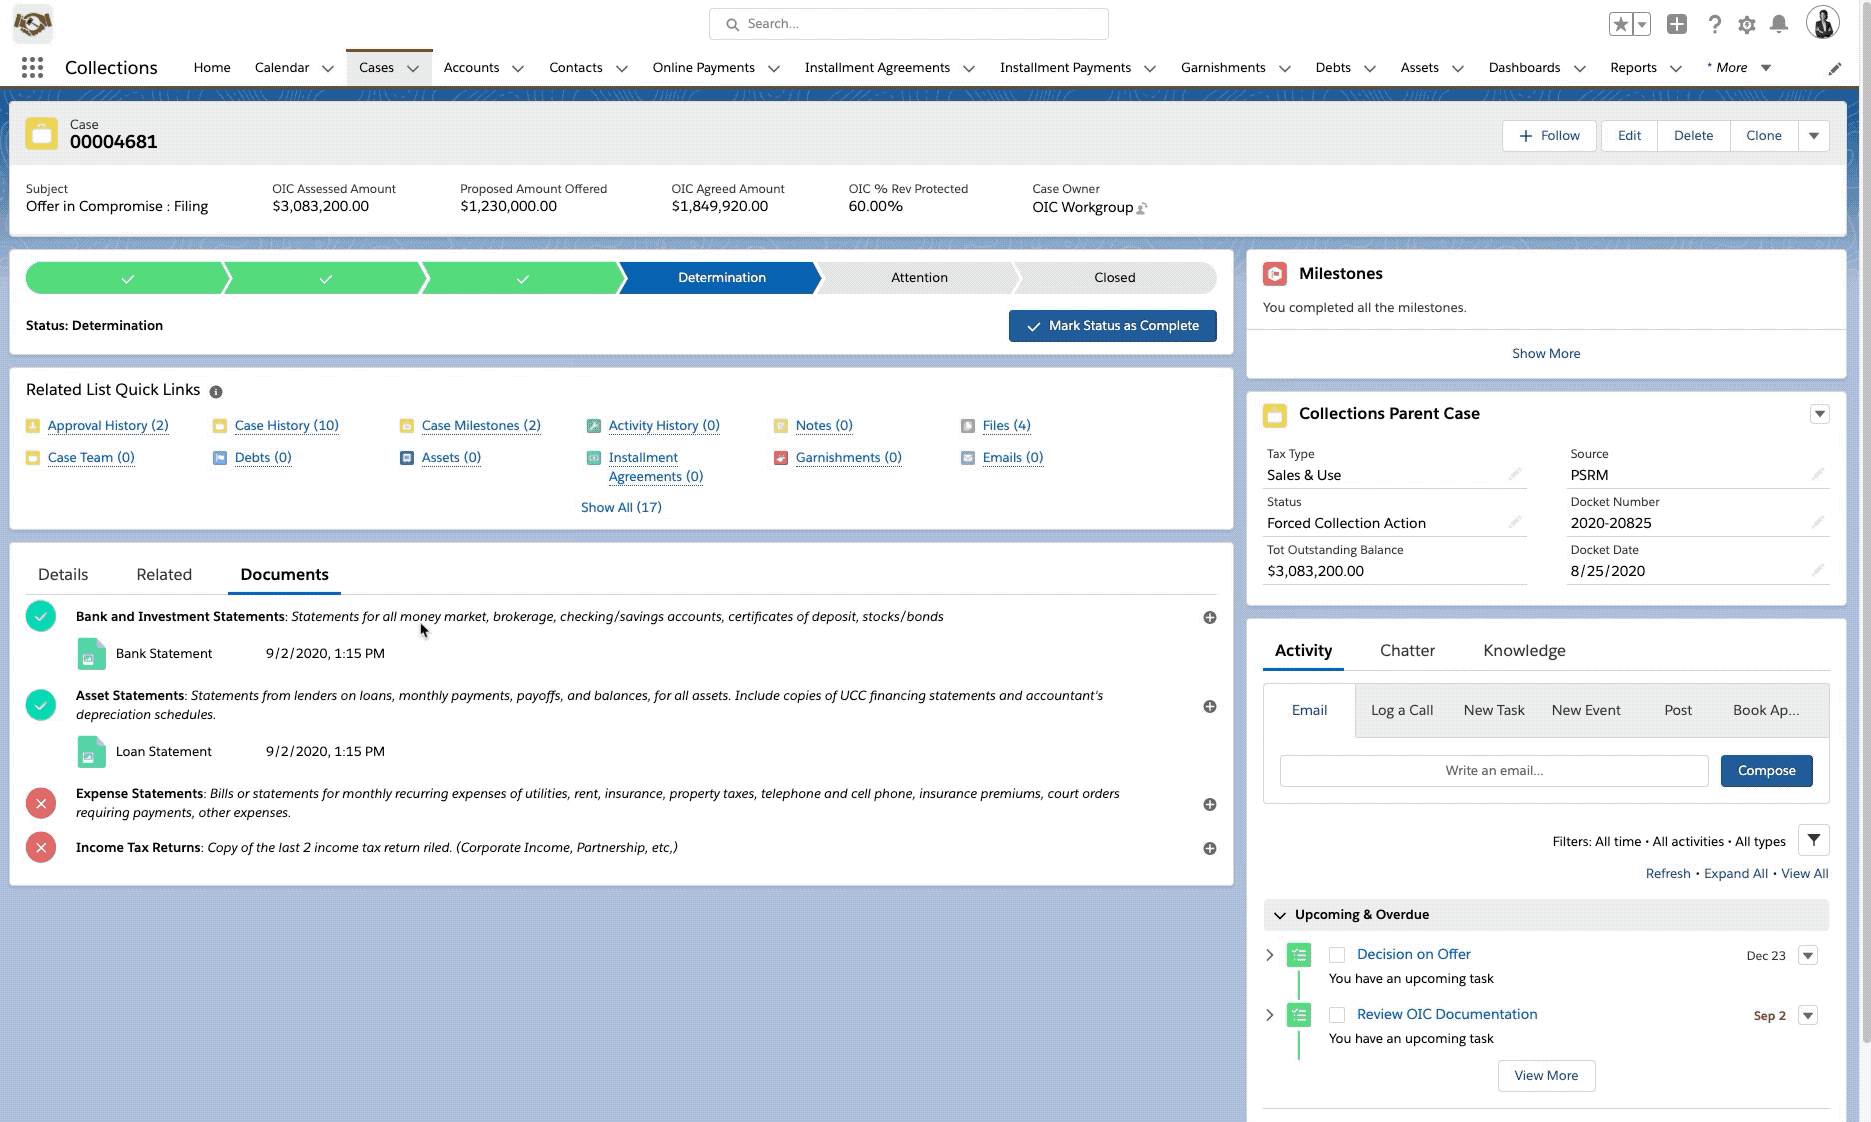 Search...
Collections Home Calendar Cases Accounts Contacts Online Payments Installment Agreements Installment Payments Garnishments Debts Assets Dashboards Reports * More
Case
00004681
Follow Edit Delete Clone
Subject OIC Assessed Amount Proposed Amount Offered OIC Agreed Amount OIC % Rev Protected Case Owner
Offer in Compromise : Filing $3,083,200.00 $1,230,000.00 $1,849,920.00 60.00% OIC Workgroup
Determination Attention Closed
Status: Determination Mark Status as Complete
Related List Quick Links
Approval History (2) Case History (10) Case Milestones (2) Activity History (0) Notes (0) Files (4)
Case Team (0) Debts (0) Assets (0) Installment Garnishments (0) Emails (0)
Agreements (0)
Show All (17)
Details Related Documents
Bank and Investment Statements: Statements for all money market, brokerage, checking/savings accounts, certificates of deposit, stocks/bonds
Bank Statement 9/2/2020, 1:15 PM
Asset Statements: Statements from lenders on loans, monthly payments, payoffs, and balances, for all assets. Include copies of UCC financing statements and accountant's
depreciation schedules.
Loan Statement 9/2/2020, 1:15 PM
Expense Statements: Bills or statements for monthly recurring expenses of utilities, rent, insurance, property taxes, telephone and cell phone, insurance premiums, court orders
requiring payments, other expenses.
Income Tax Returns: Copy of the last 2 income tax return riled. (Corporate Income, Partnership, etc,)
Milestones
You completed all the milestones.
Show More
Collections Parent Case
Tax Type Source
Sales & Use PSRM
Status Docket Number
Forced Collection Action 2020-20825
Tot Outstanding Balance Docket Date
$3,083,200.00 8/25/2020
Activity Chatter Knowledge
Email Log a Call New Task New Event Post Book Ap...
Write an email... Compose
Filters: All time • All activities • All types
Refresh • Expand All • View All
Upcoming & Overdue
Decision on Offer Dec 23
You have an upcoming task
Review OIC Documentation Sep 2
You have an upcoming task
View More